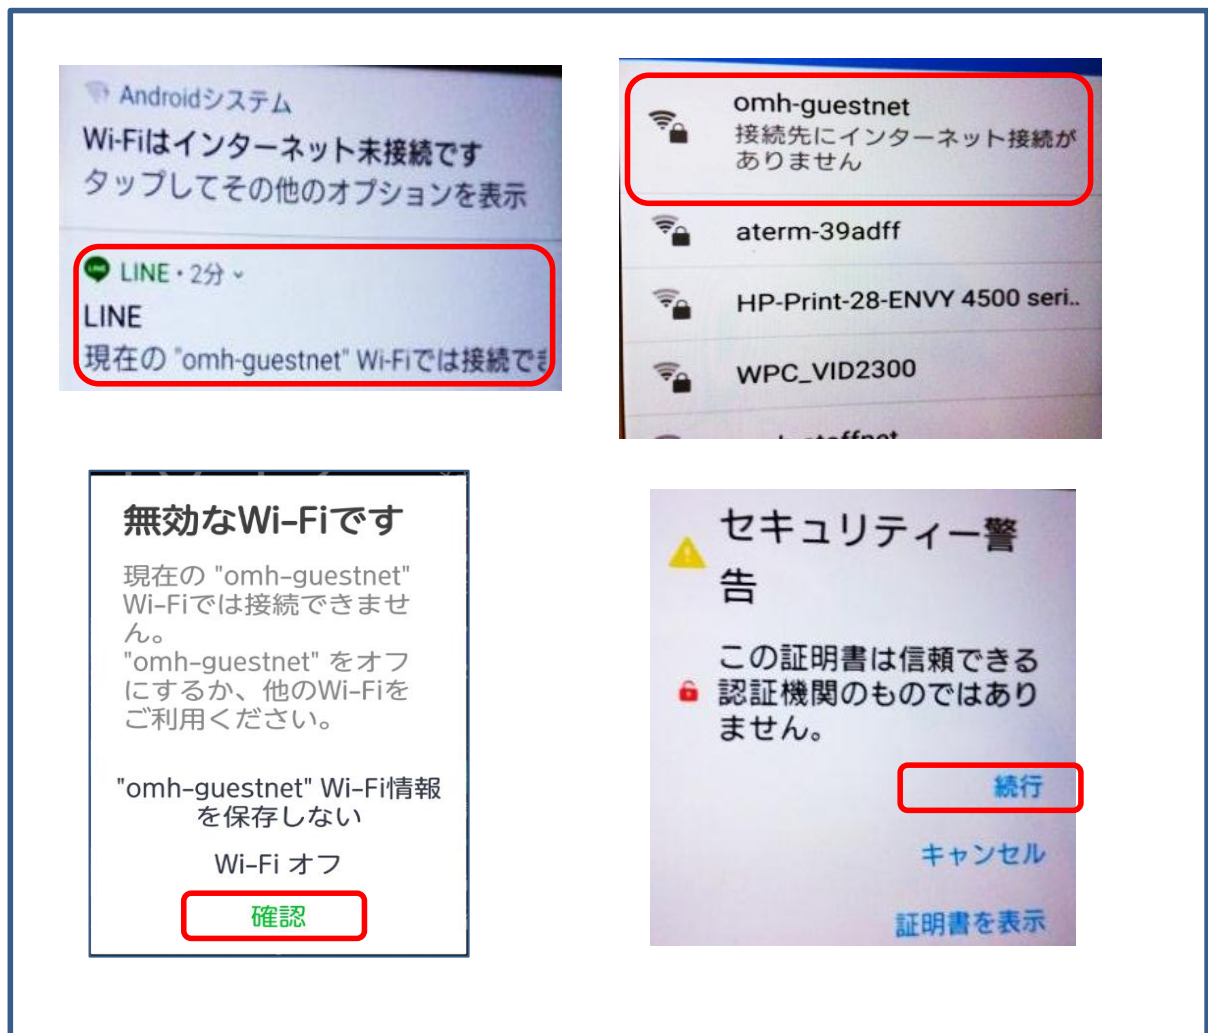 Androidシステム
Wi-Fiはインターネット未接続です
タップしてその他のオプションを表示
LINE・2分
LINE
現在の "omh-guestnet" Wi-Fiでは接続でき
omh-guestnet
接続先にインターネット接続が
ありません
aterm-39adff
HP-Print-28-ENVY 4500 seri..
WPC_VID2300
無効なWi-Fiです
現在の "omh-guestnet"
Wi-Fiでは接続できませ
ん。
"omh-guestnet" をオフ
にするか、他のWi-Fiを
ご利用ください。
"omh-guestnet" Wi-Fi情報
を保存しない
Wi-Fi オフ
確認
セキュリティー警
告
この証明書は信頼できる
認証機関のものではあり
ません。
続行
キャンセル
証明書を表示